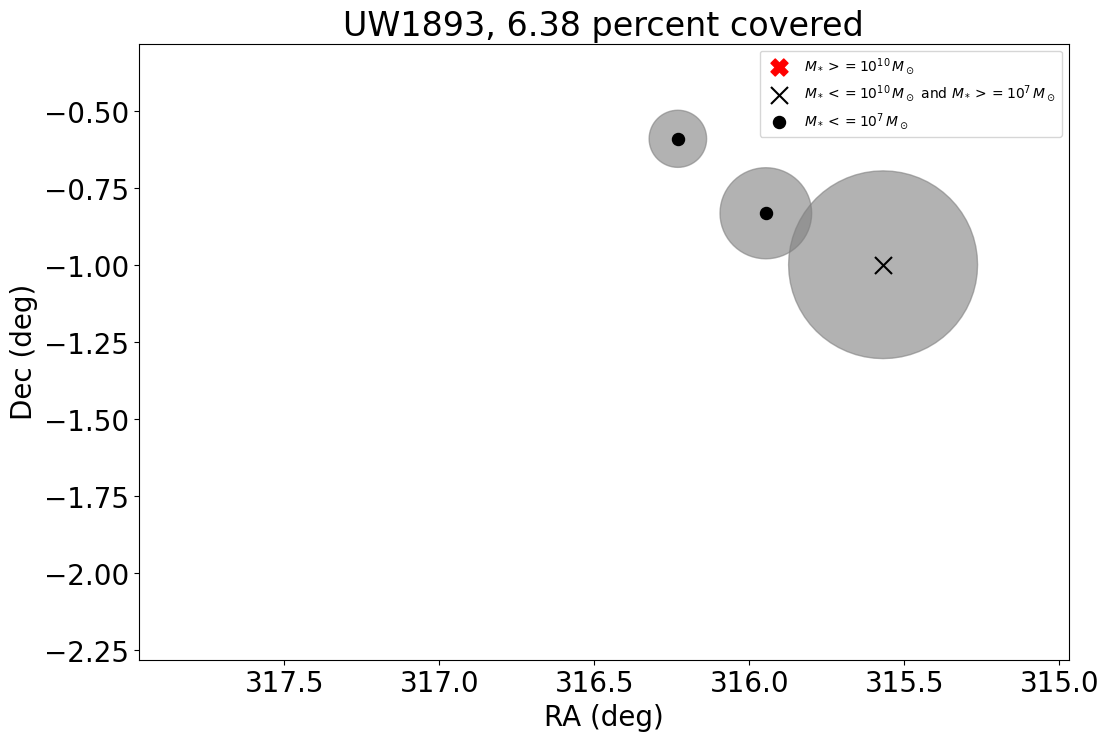 UW1893, 6.38 percent covered
M* >= 10^10 M⊙
M* <= 10^10 M⊙ and M* >= 10^7 M⊙
M* <= 10^7 M⊙
Dec (deg)
−0.50
−0.75
−1.00
−1.25
−1.50
−1.75
−2.00
−2.25
317.5 317.0 316.5 316.0 315.5 315.0
RA (deg)